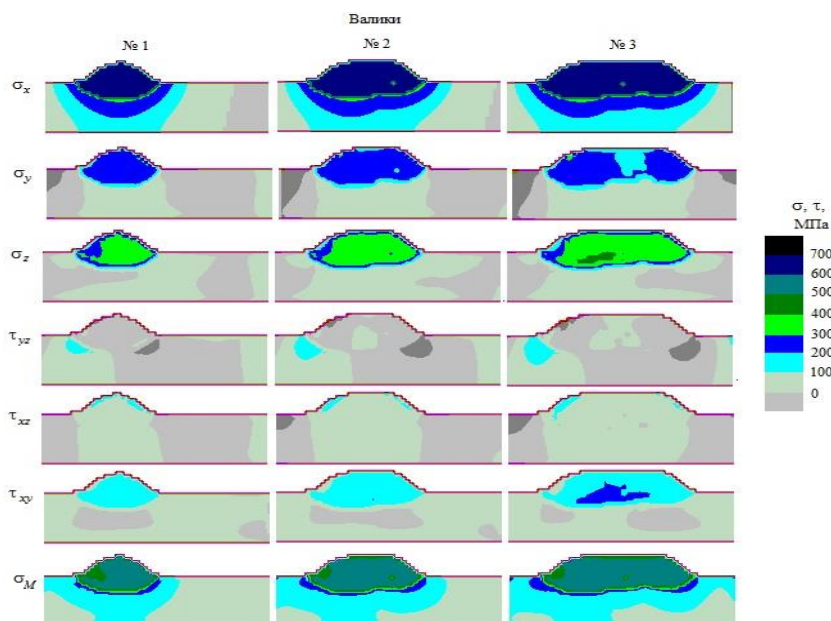 Валики
№ 1 № 2 № 3
σx
σy
σz
τyz
τxz
τxy
σM
σ, τ,
МПа
700
600
500
400
300
200
100
0